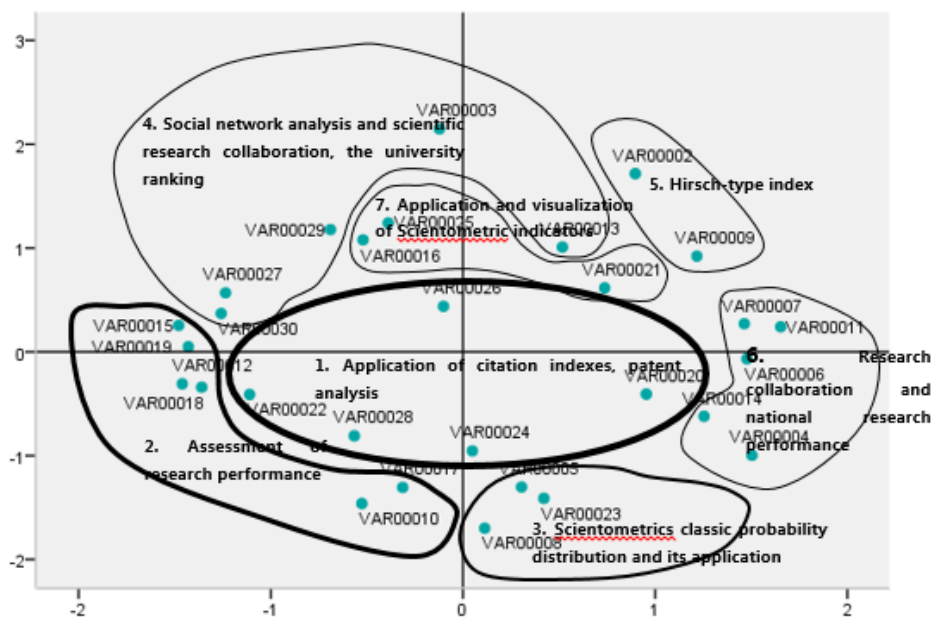 3
VAR00003
4. Social network analysis and scientific
research collaboration, the university
ranking
2
VAR00002
5. Hirsch-type index
7. Application and visualization
of Scientometric indicators
VAR00025
VAR00013
VAR00029
VAR00009
1
VAR00016
VAR00021
VAR00027
VAR00026
VAR00007
VAR00015
VAR00030
VAR00011
VAR00019
0
6. Research
collaboration and
national research
performance
VAR00012
1. Application of citation indexes, patent
analysis
VAR00020
VAR00006
VAR00018
VAR00022
VAR00028
VAR00014
VAR00024
VAR00004
2. Assessment of
research performance
-1
VAR00017
VAR00005
VAR00010
VAR00023
3. Scientometrics classic probability
distribution and its application
VAR00008
-2
-2 -1 0 1 2